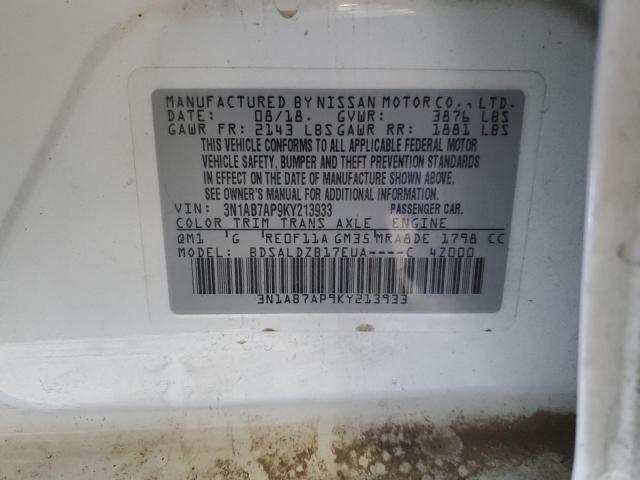 MANUFACTURED BY NISSAN MOTOR CO., LTD.
DATE: 08/18. GVWR: 3876 LBS
GAWR FR: 2143 LBS GAWR RR: 1881 LBS
THIS VEHICLE CONFORMS TO ALL APPLICABLE FEDERAL MOTOR
VEHICLE SAFETY, BUMPER AND THEFT PREVENTION STANDARDS
IN EFFECT ON THE DATE OF MANUFACTURE SHOWN ABOVE.
SEE OWNER'S MANUAL FOR ADDITIONAL INFORMATION
VIN: 3N1AB7AP9KY213933 PASSENGER CAR.
COLOR TRIM TRANS AXLE ENGINE
QM1 G RE0F11A GM35 MRA8DE 1798 CC
MODEL: BDSALDZB17EUA----C 4Z000
3N1AB7AP9KY213933